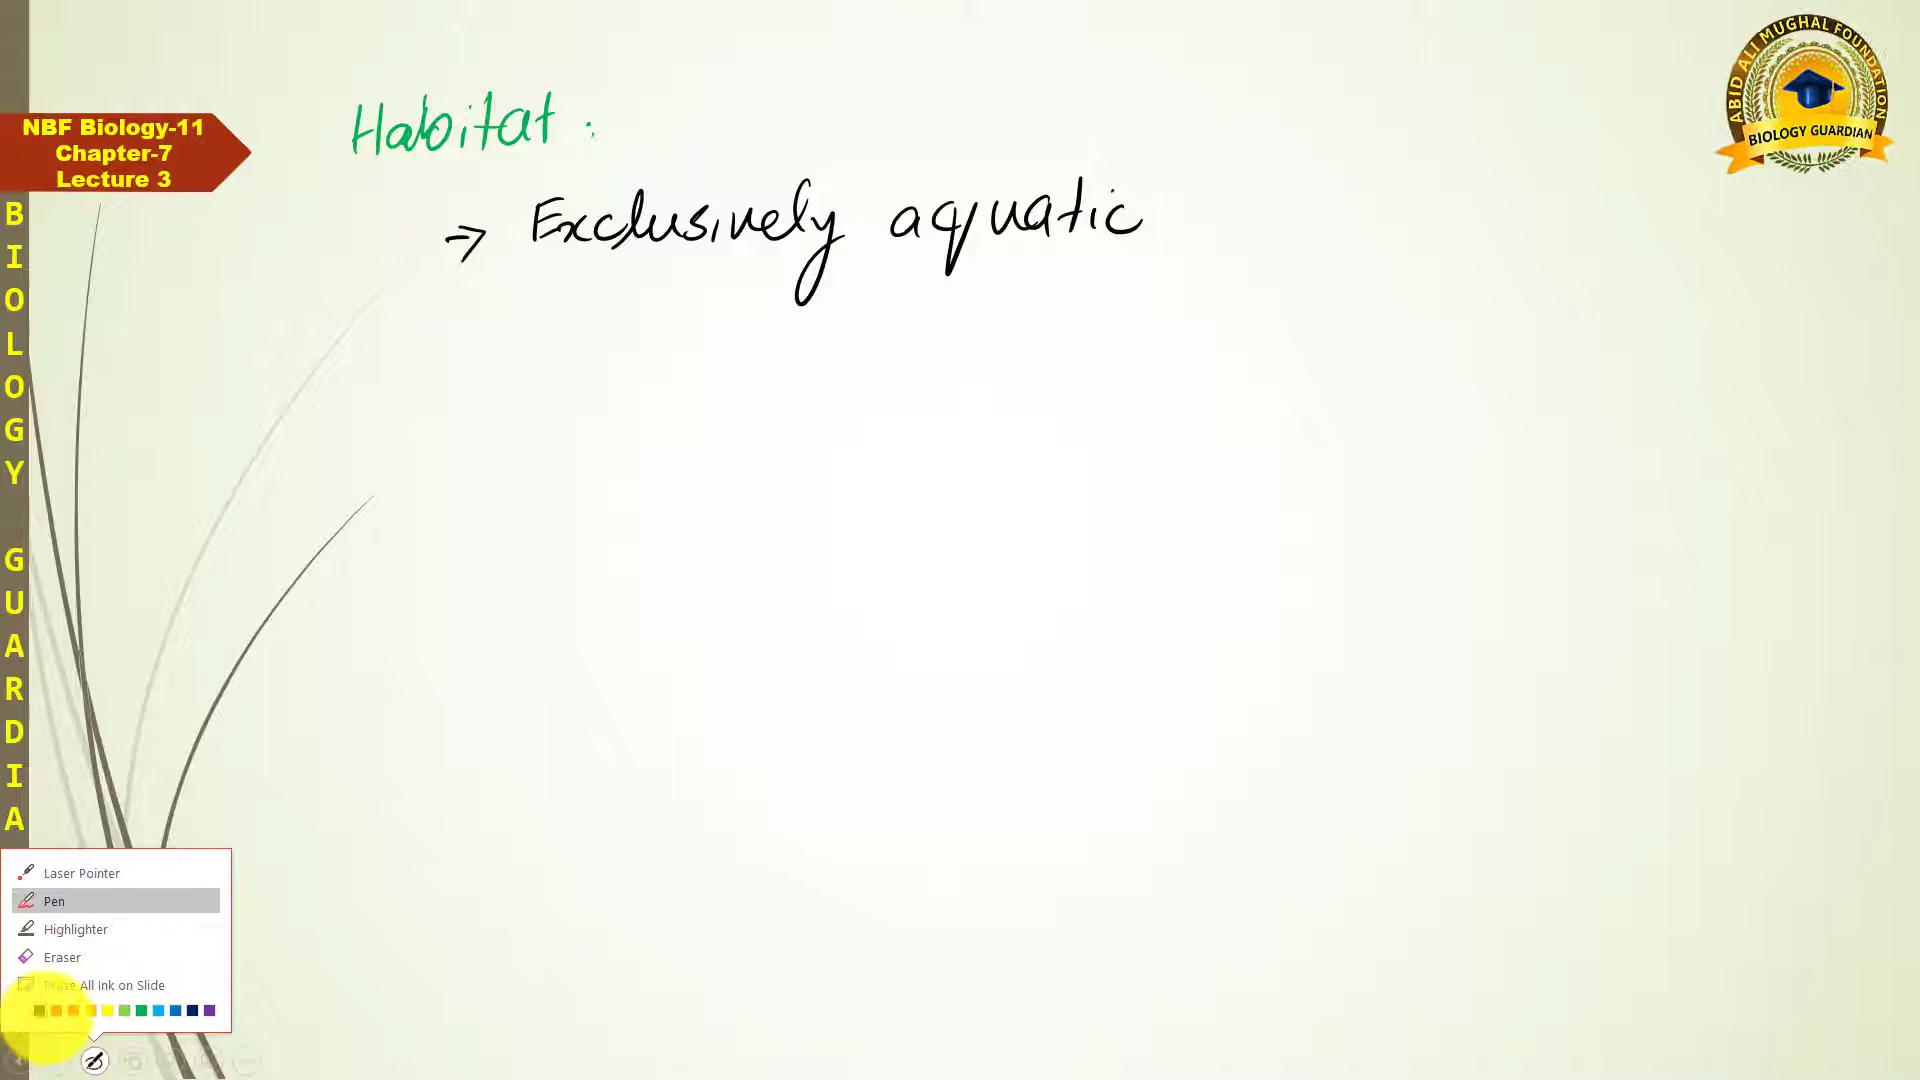 ABID ALI MUGHAL FOUNDATION
BIOLOGY GUARDIAN
NBF Biology-11
Chapter-7
Lecture 3
Habitat :
→ Exclusively aquatic
BIOLOGY GUARDIA
Laser Pointer
Pen
Highlighter
Eraser
Erase All Ink on Slide